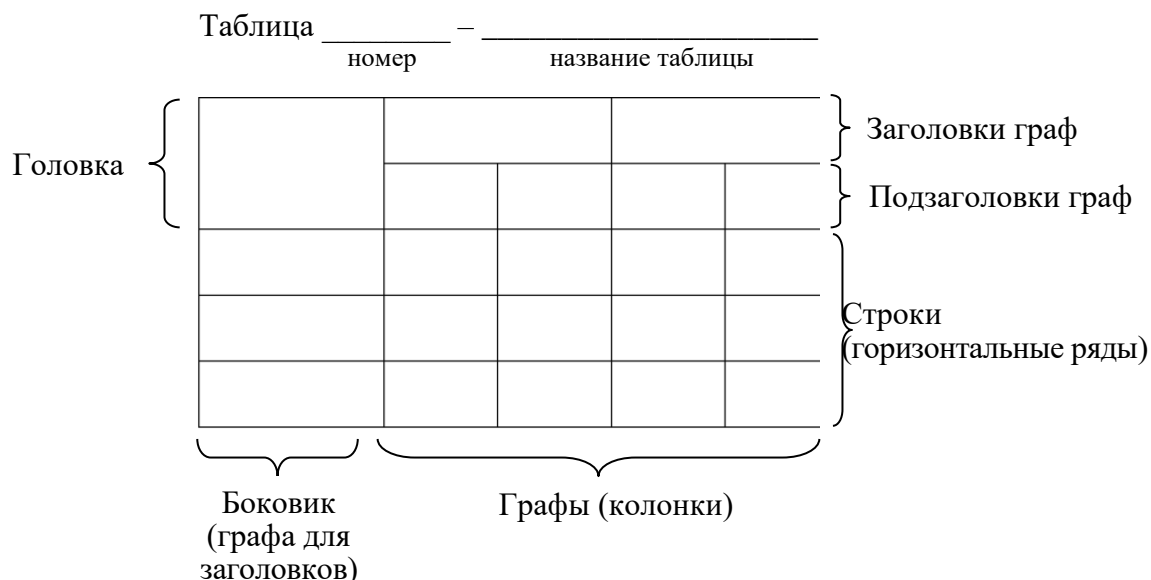 Таблица ________ – _____________________
номер название таблицы
Заголовки граф
Головка
Подзаголовки граф
Строки
(горизонтальные ряды)
Боковик
(графа для
заголовков)
Графы (колонки)